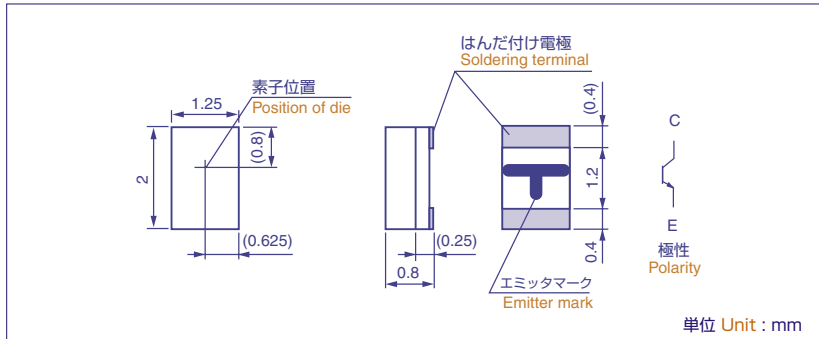 はんだ付け電極
Soldering terminal
素子位置
Position of die
1.25
(0.8)
2
(0.625)
(0.25)
0.8
(0.4)
1.2
0.4
C
E
極性
Polarity
エミッタマーク
Emitter mark
単位 Unit : mm